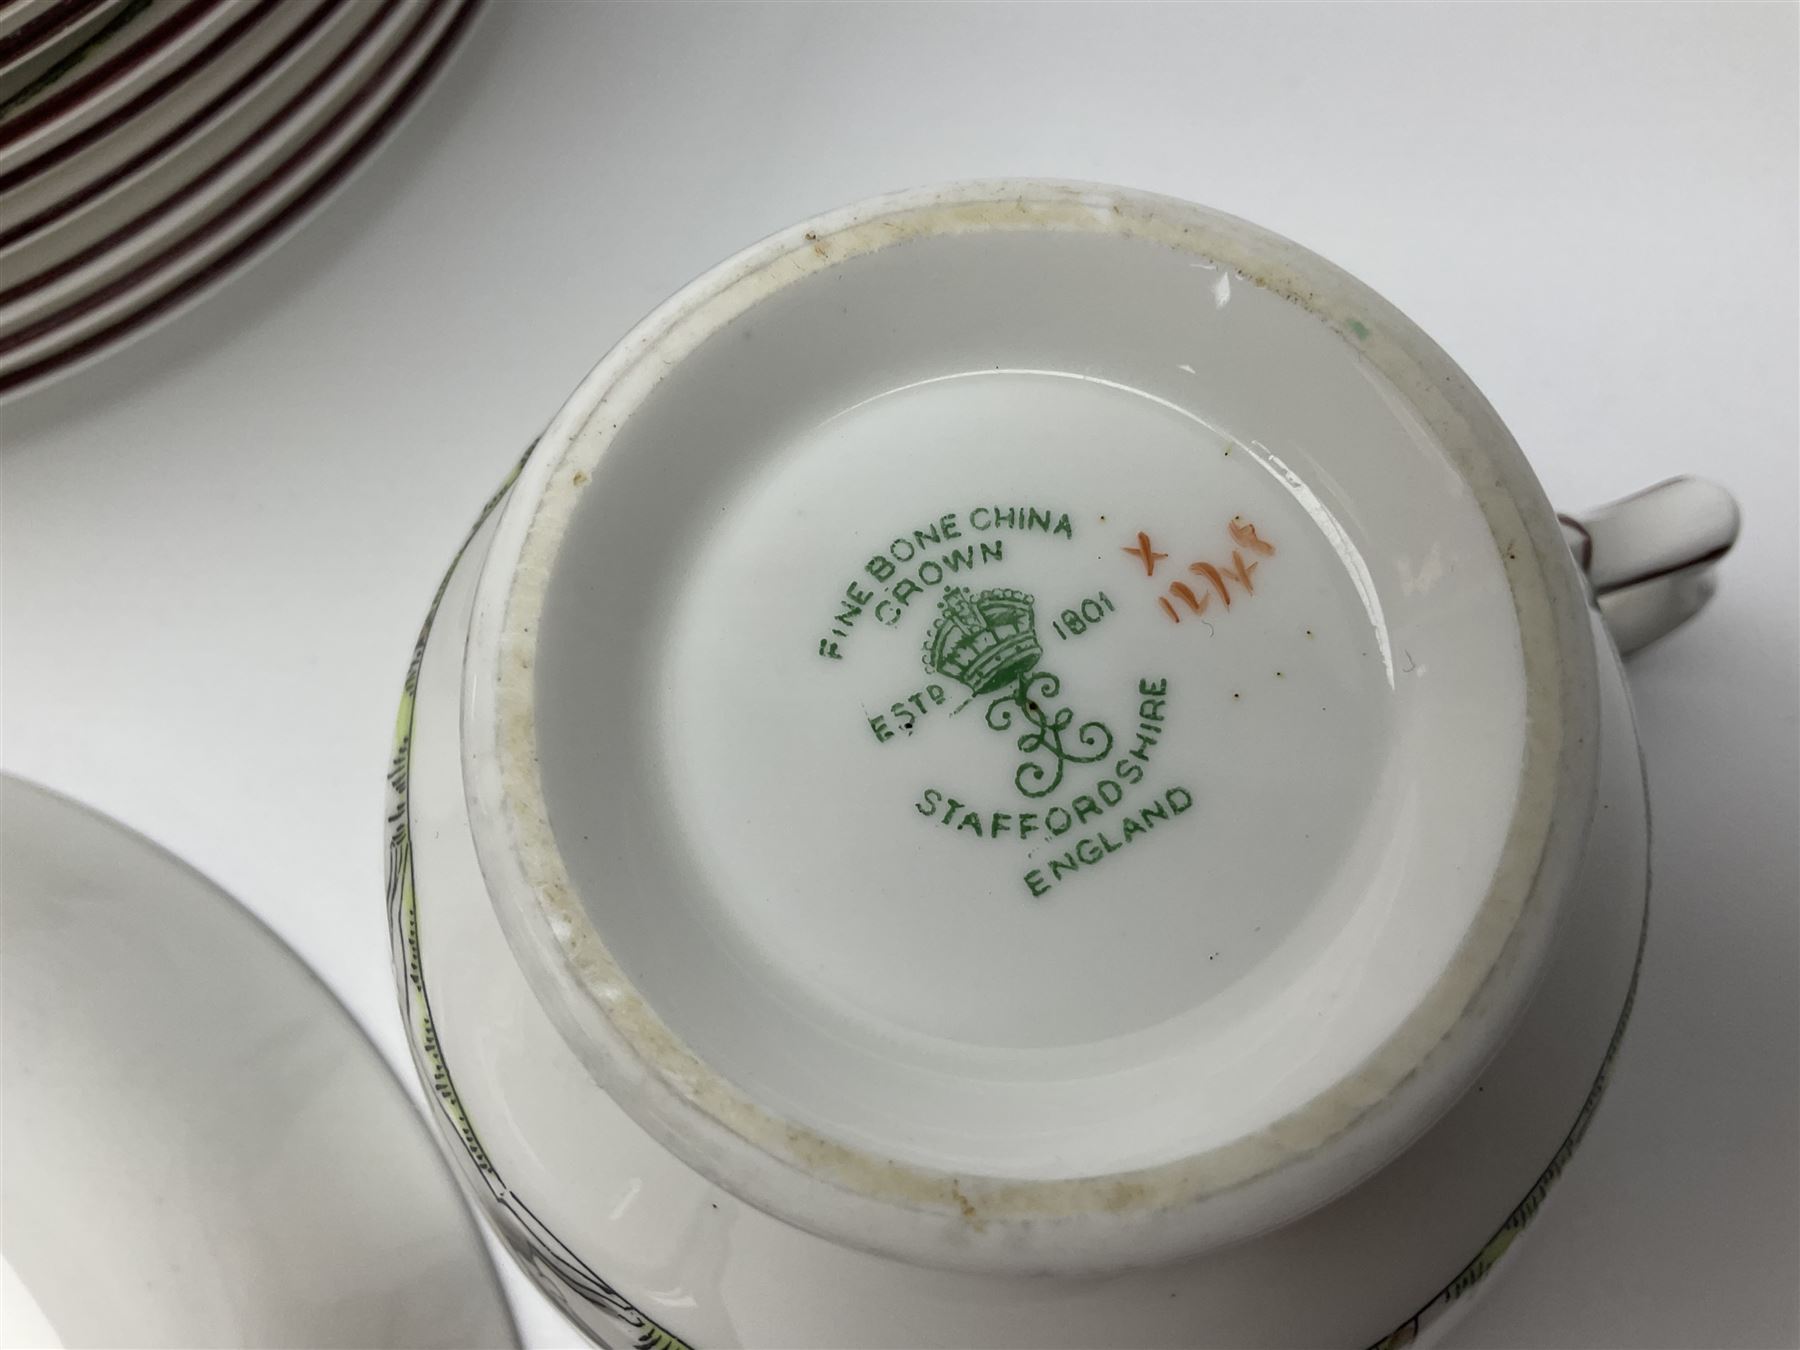 FINE BONE CHINA
CROWN
ESTD 1801
STAFFORDSHIRE
ENGLAND
X